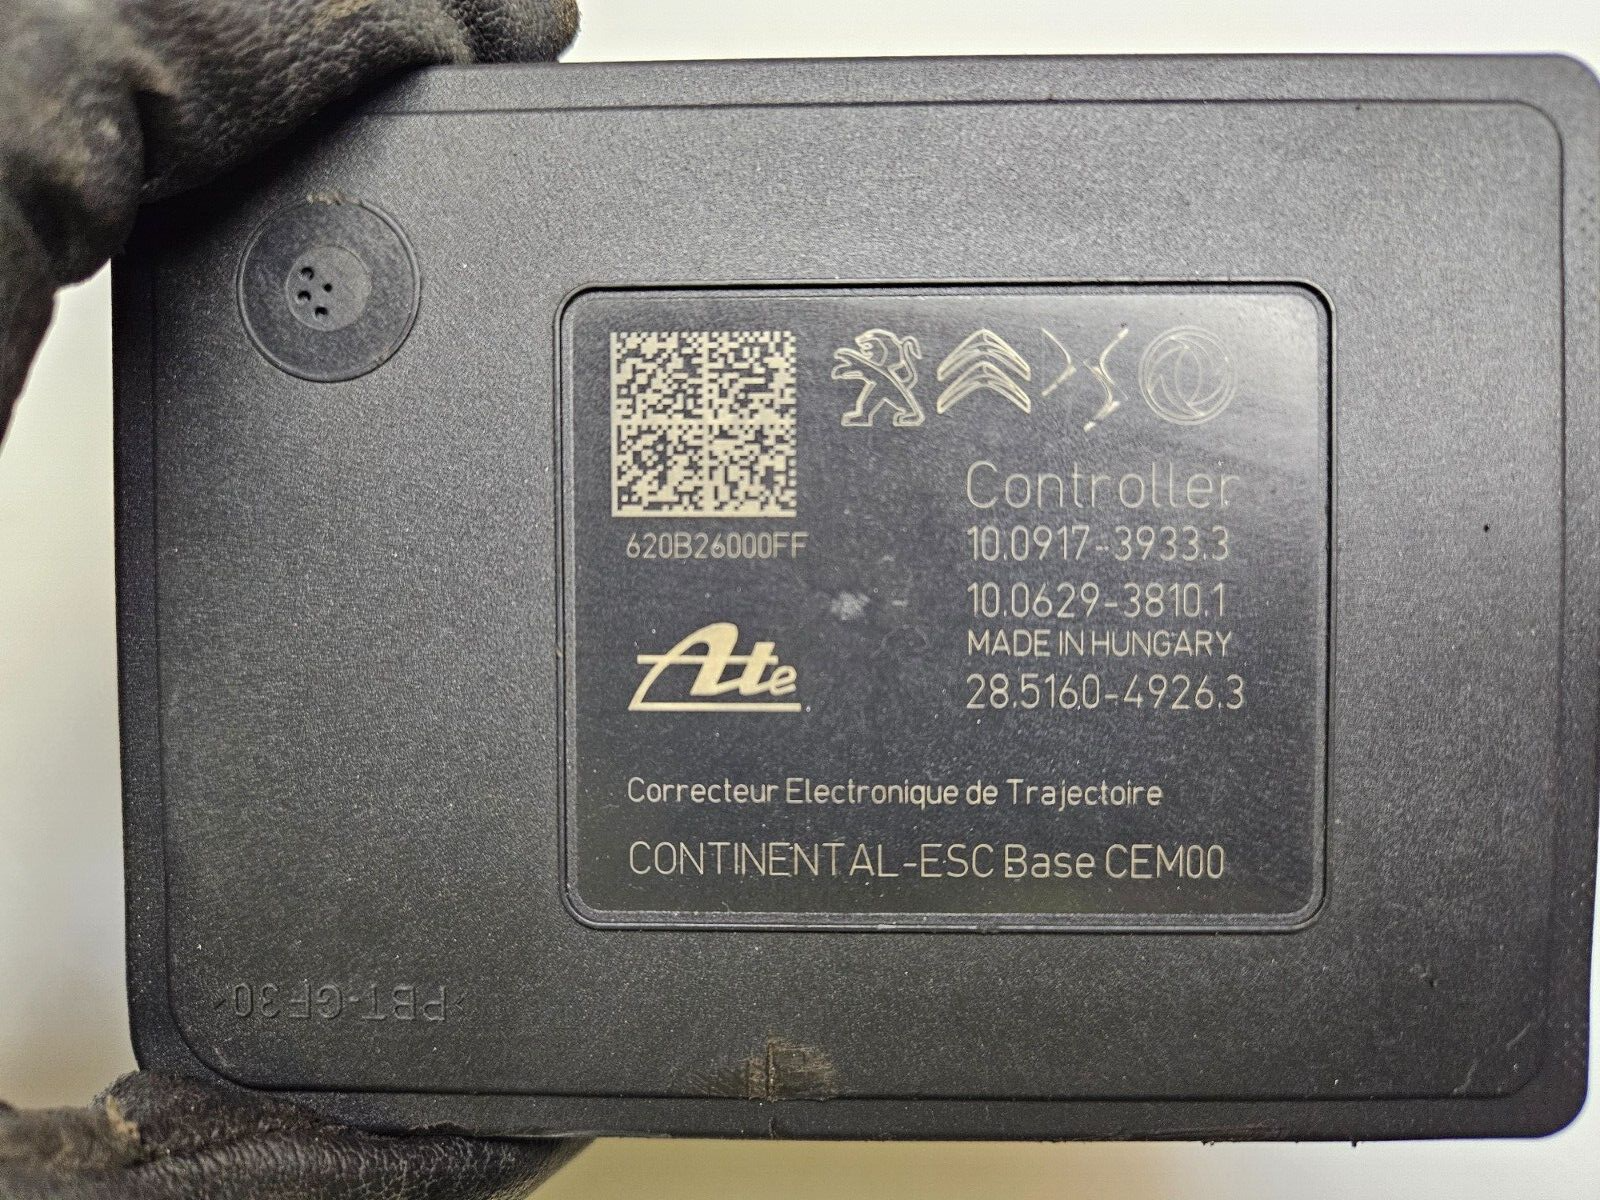 Controller
620B26000FF
10.0917-3933.3
10.0629-3810.1
MADE IN HUNGARY
28.5160-4926.3
Ate
Correcteur Electronique de Trajectoire
CONTINENTAL-ESC Base CEM00
>PBT-GF30<